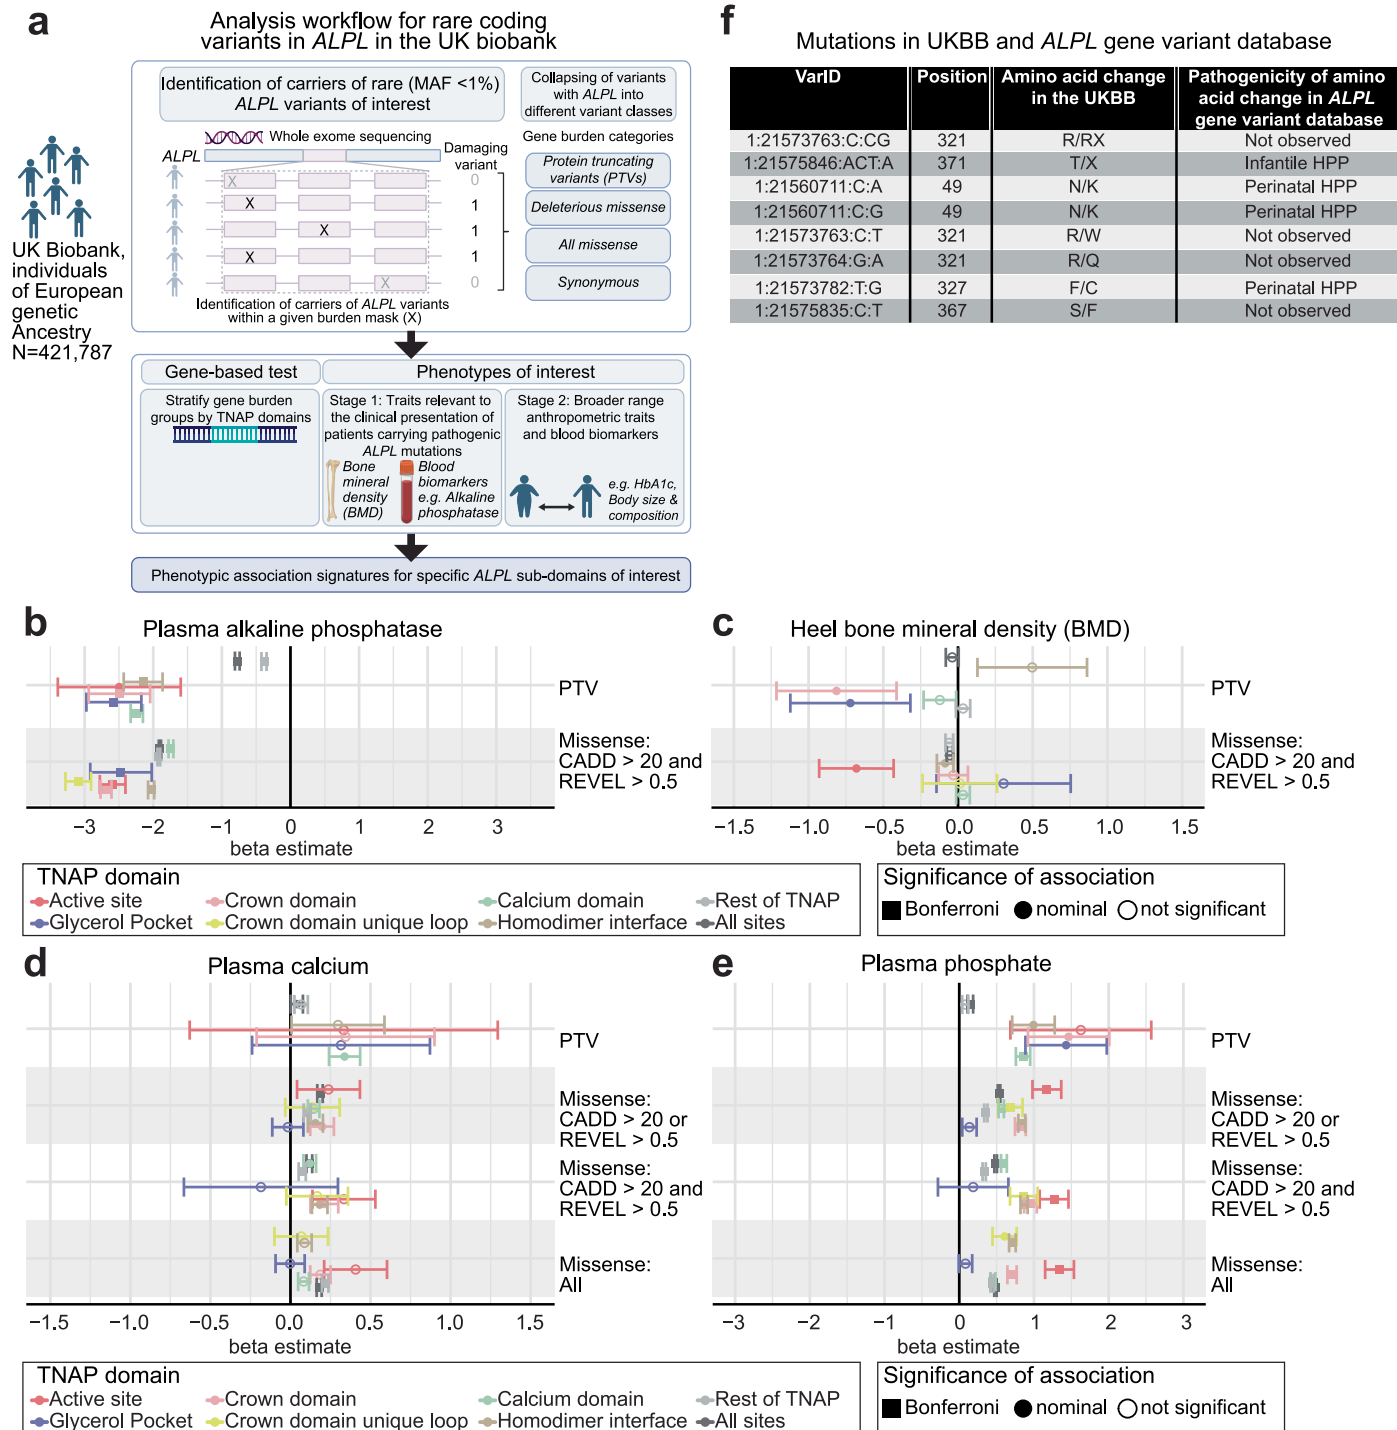 a
Analysis workflow for rare coding
variants in ALPL in the UK biobank
UK Biobank,
individuals
of European
genetic
Ancestry
N=421,787
Identification of carriers of rare (MAF <1%)
ALPL variants of interest
Whole exome sequencing
ALPL
Damaging
variant
X
0
X
1
X
1
X
1
X
0
Identification of carriers of ALPL variants
within a given burden mask (X)
Collapsing of variants
with ALPL into
different variant classes
Gene burden categories
Protein truncating
variants (PTVs)
Deleterious missense
All missense
Synonymous
Gene-based test
Stratify gene burden
groups by TNAP domains
Phenotypes of interest
Stage 1: Traits relevant to
the clinical presentation of
patients carrying pathogenic
ALPL mutations
Bone
mineral
density
(BMD)
Blood
biomarkers
e.g. Alkaline
phosphatase
Stage 2: Broader range
anthropometric traits
and blood biomarkers
e.g. HbA1c,
Body size &
composition
Phenotypic association signatures for specific ALPL sub-domains of interest
f
Mutations in UKBB and ALPL gene variant database
VarID Position Amino acid change in the UKBB Pathogenicity of amino acid change in ALPL gene variant database
1:21573763:C:CG 321 R/RX Not observed
1:21575846:ACT:A 371 T/X Infantile HPP
1:21560711:C:A 49 N/K Perinatal HPP
1:21560711:C:G 49 N/K Perinatal HPP
1:21573763:C:T 321 R/W Not observed
1:21573764:G:A 321 R/Q Not observed
1:21573782:T:G 327 F/C Perinatal HPP
1:21575835:C:T 367 S/F Not observed
b
Plasma alkaline phosphatase
PTV
Missense:
CADD > 20 and
REVEL > 0.5
−3 −2 −1 0 1 2 3
beta estimate
c
Heel bone mineral density (BMD)
PTV
Missense:
CADD > 20 and
REVEL > 0.5
−1.5 −1.0 −0.5 0.0 0.5 1.0 1.5
beta estimate
TNAP domain
Active site Crown domain Calcium domain Rest of TNAP
Glycerol Pocket Crown domain unique loop Homodimer interface All sites
Significance of association
Bonferroni nominal not significant
d
Plasma calcium
PTV
Missense:
CADD > 20 or
REVEL > 0.5
Missense:
CADD > 20 and
REVEL > 0.5
Missense:
All
−1.5 −1.0 −0.5 0.0 0.5 1.0 1.5
beta estimate
e
Plasma phosphate
PTV
Missense:
CADD > 20 or
REVEL > 0.5
Missense:
CADD > 20 and
REVEL > 0.5
Missense:
All
−3 −2 −1 0 1 2 3
beta estimate
TNAP domain
Active site Crown domain Calcium domain Rest of TNAP
Glycerol Pocket Crown domain unique loop Homodimer interface All sites
Significance of association
Bonferroni nominal not significant